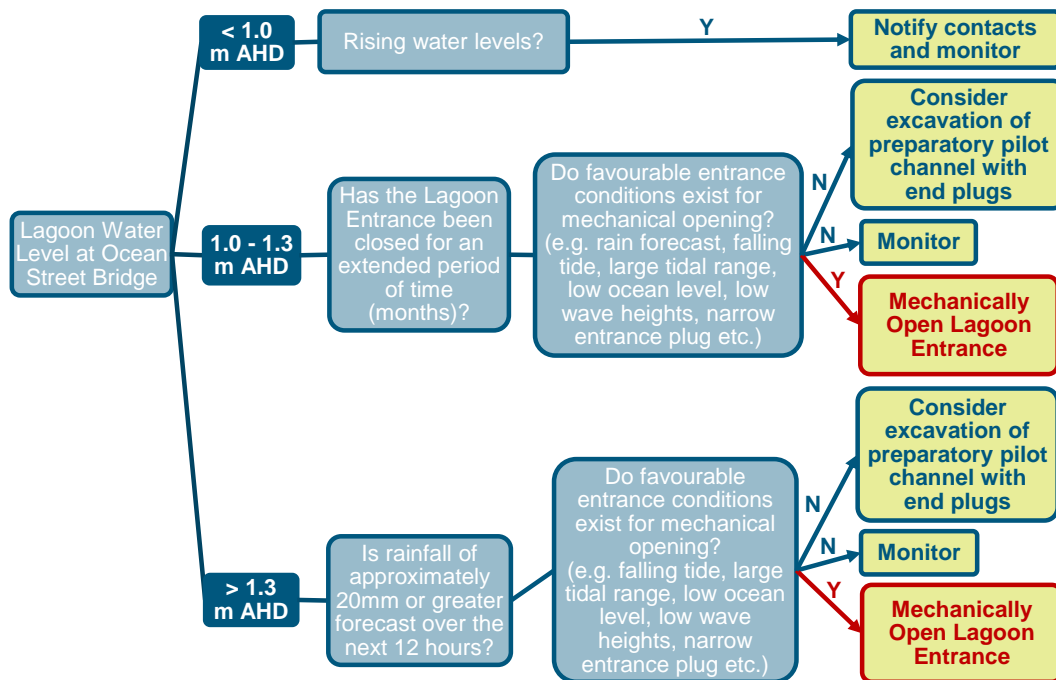 < 1.0
m AHD
Rising water levels?
Y
Notify contacts
and monitor
Lagoon Water
Level at Ocean
Street Bridge
1.0 - 1.3
m AHD
Has the Lagoon
Entrance been
closed for an
extended period
of time
(months)?
Do favourable entrance
conditions exist for
mechanical opening?
(e.g. rain forecast, falling
tide, large tidal range,
low ocean level, low
wave heights, narrow
entrance plug etc.)
N
Consider
excavation of
preparatory pilot
channel with
end plugs
N
Monitor
Y
Mechanically
Open Lagoon
Entrance
> 1.3
m AHD
Is rainfall of
approximately
20mm or greater
forecast over the
next 12 hours?
Do favourable
entrance conditions
exist for mechanical
opening?
(e.g. falling tide, large
tidal range, low ocean
level, low wave
heights, narrow
entrance plug etc.)
N
Consider
excavation of
preparatory pilot
channel with
end plugs
N
Monitor
Y
Mechanically
Open Lagoon
Entrance